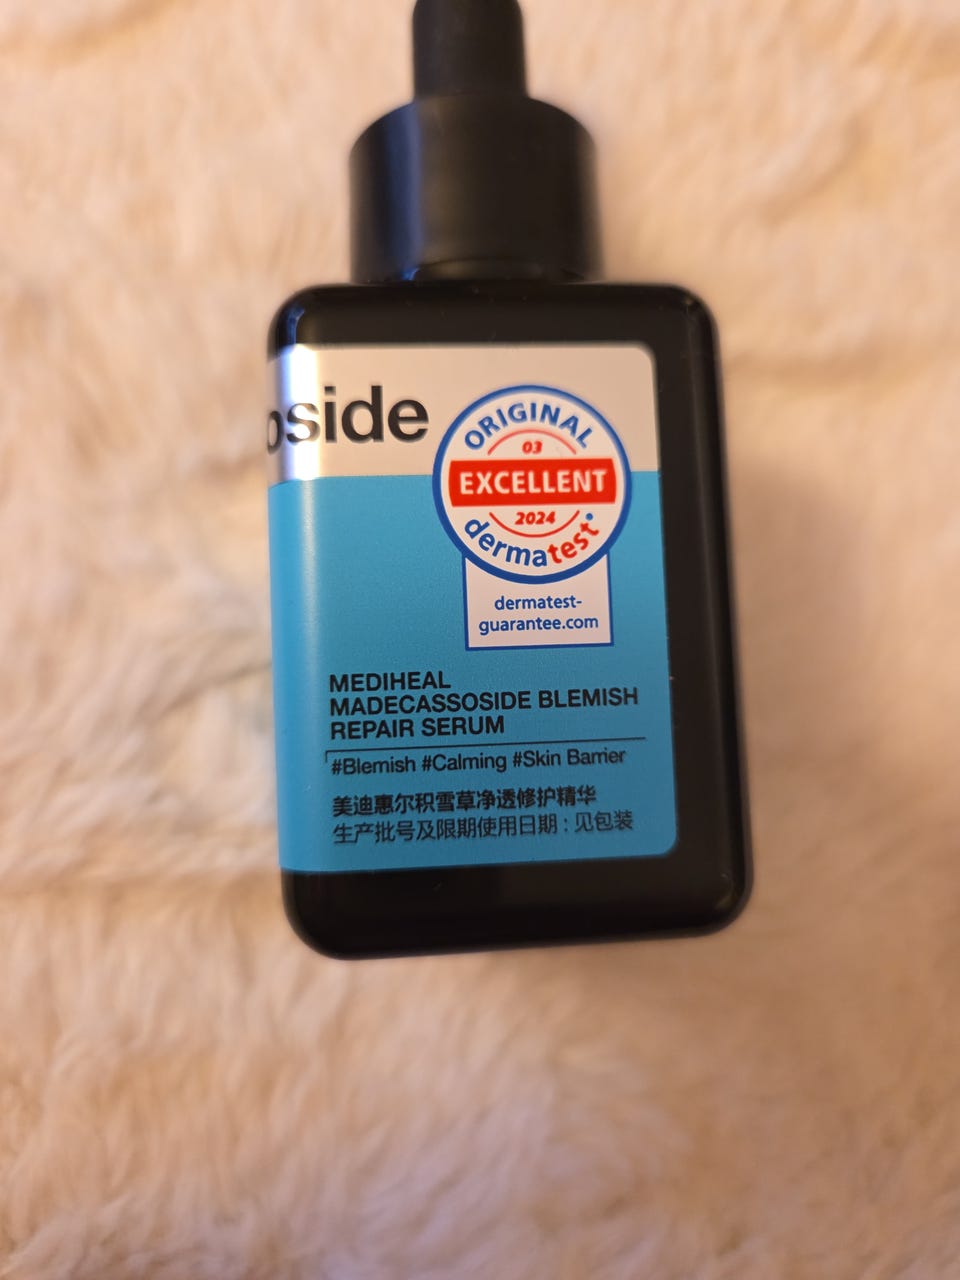 oside
ORIGINAL
03
EXCELLENT
2024
dermatest
dermatest-
guarantee.com
MEDIHEAL
MADECASSOSIDE BLEMISH
REPAIR SERUM
#Blemish #Calming #Skin Barrier
美迪惠尔积雪草净透修护精华
生产批号及限期使用日期：见包装